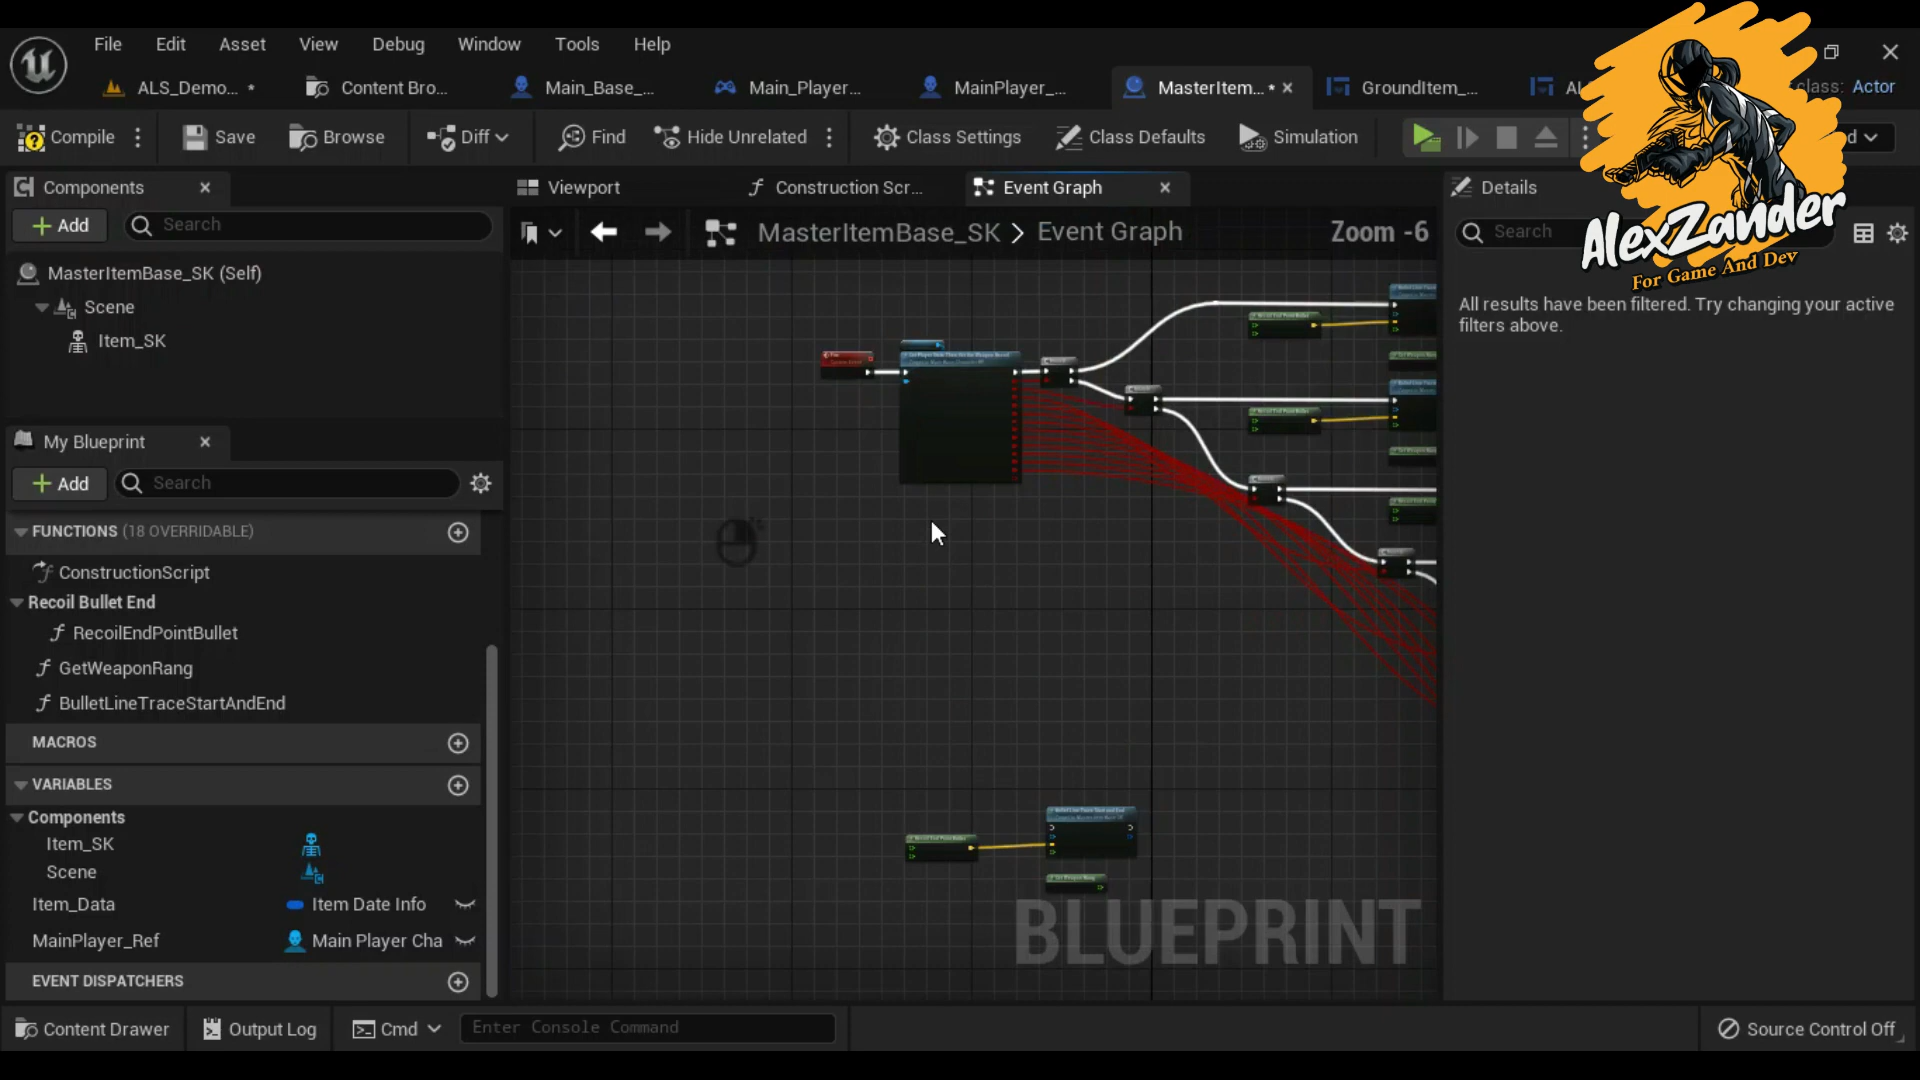 File Edit Asset View Debug Window Tools Help
ALS_Demo... • Content Bro... Main_Base_... Main_Player... MainPlayer_... MasterItem... • GroundItem_... class: Actor
Compile Save Browse Diff Find Hide Unrelated Class Settings Class Defaults Simulation
Components
Viewport Construction Scr... Event Graph Details
Add Search
MasterItemBase_SK > Event Graph Zoom -6 Search
AlexZander
For Game And Dev
MasterItemBase_SK (Self)
Scene
Item_SK
All results have been filtered. Try changing your active
filters above.
My Blueprint
Add Search
FUNCTIONS (18 OVERRIDABLE)
ConstructionScript
Recoil Bullet End
RecoilEndPointBullet
GetWeaponRang
BulletLineTraceStartAndEnd
MACROS
VARIABLES
Components
Item_SK
Scene
Item_Data Item Date Info
MainPlayer_Ref Main Player Cha
EVENT DISPATCHERS
BLUEPRINT
Content Drawer Output Log Cmd Enter Console Command Source Control Off